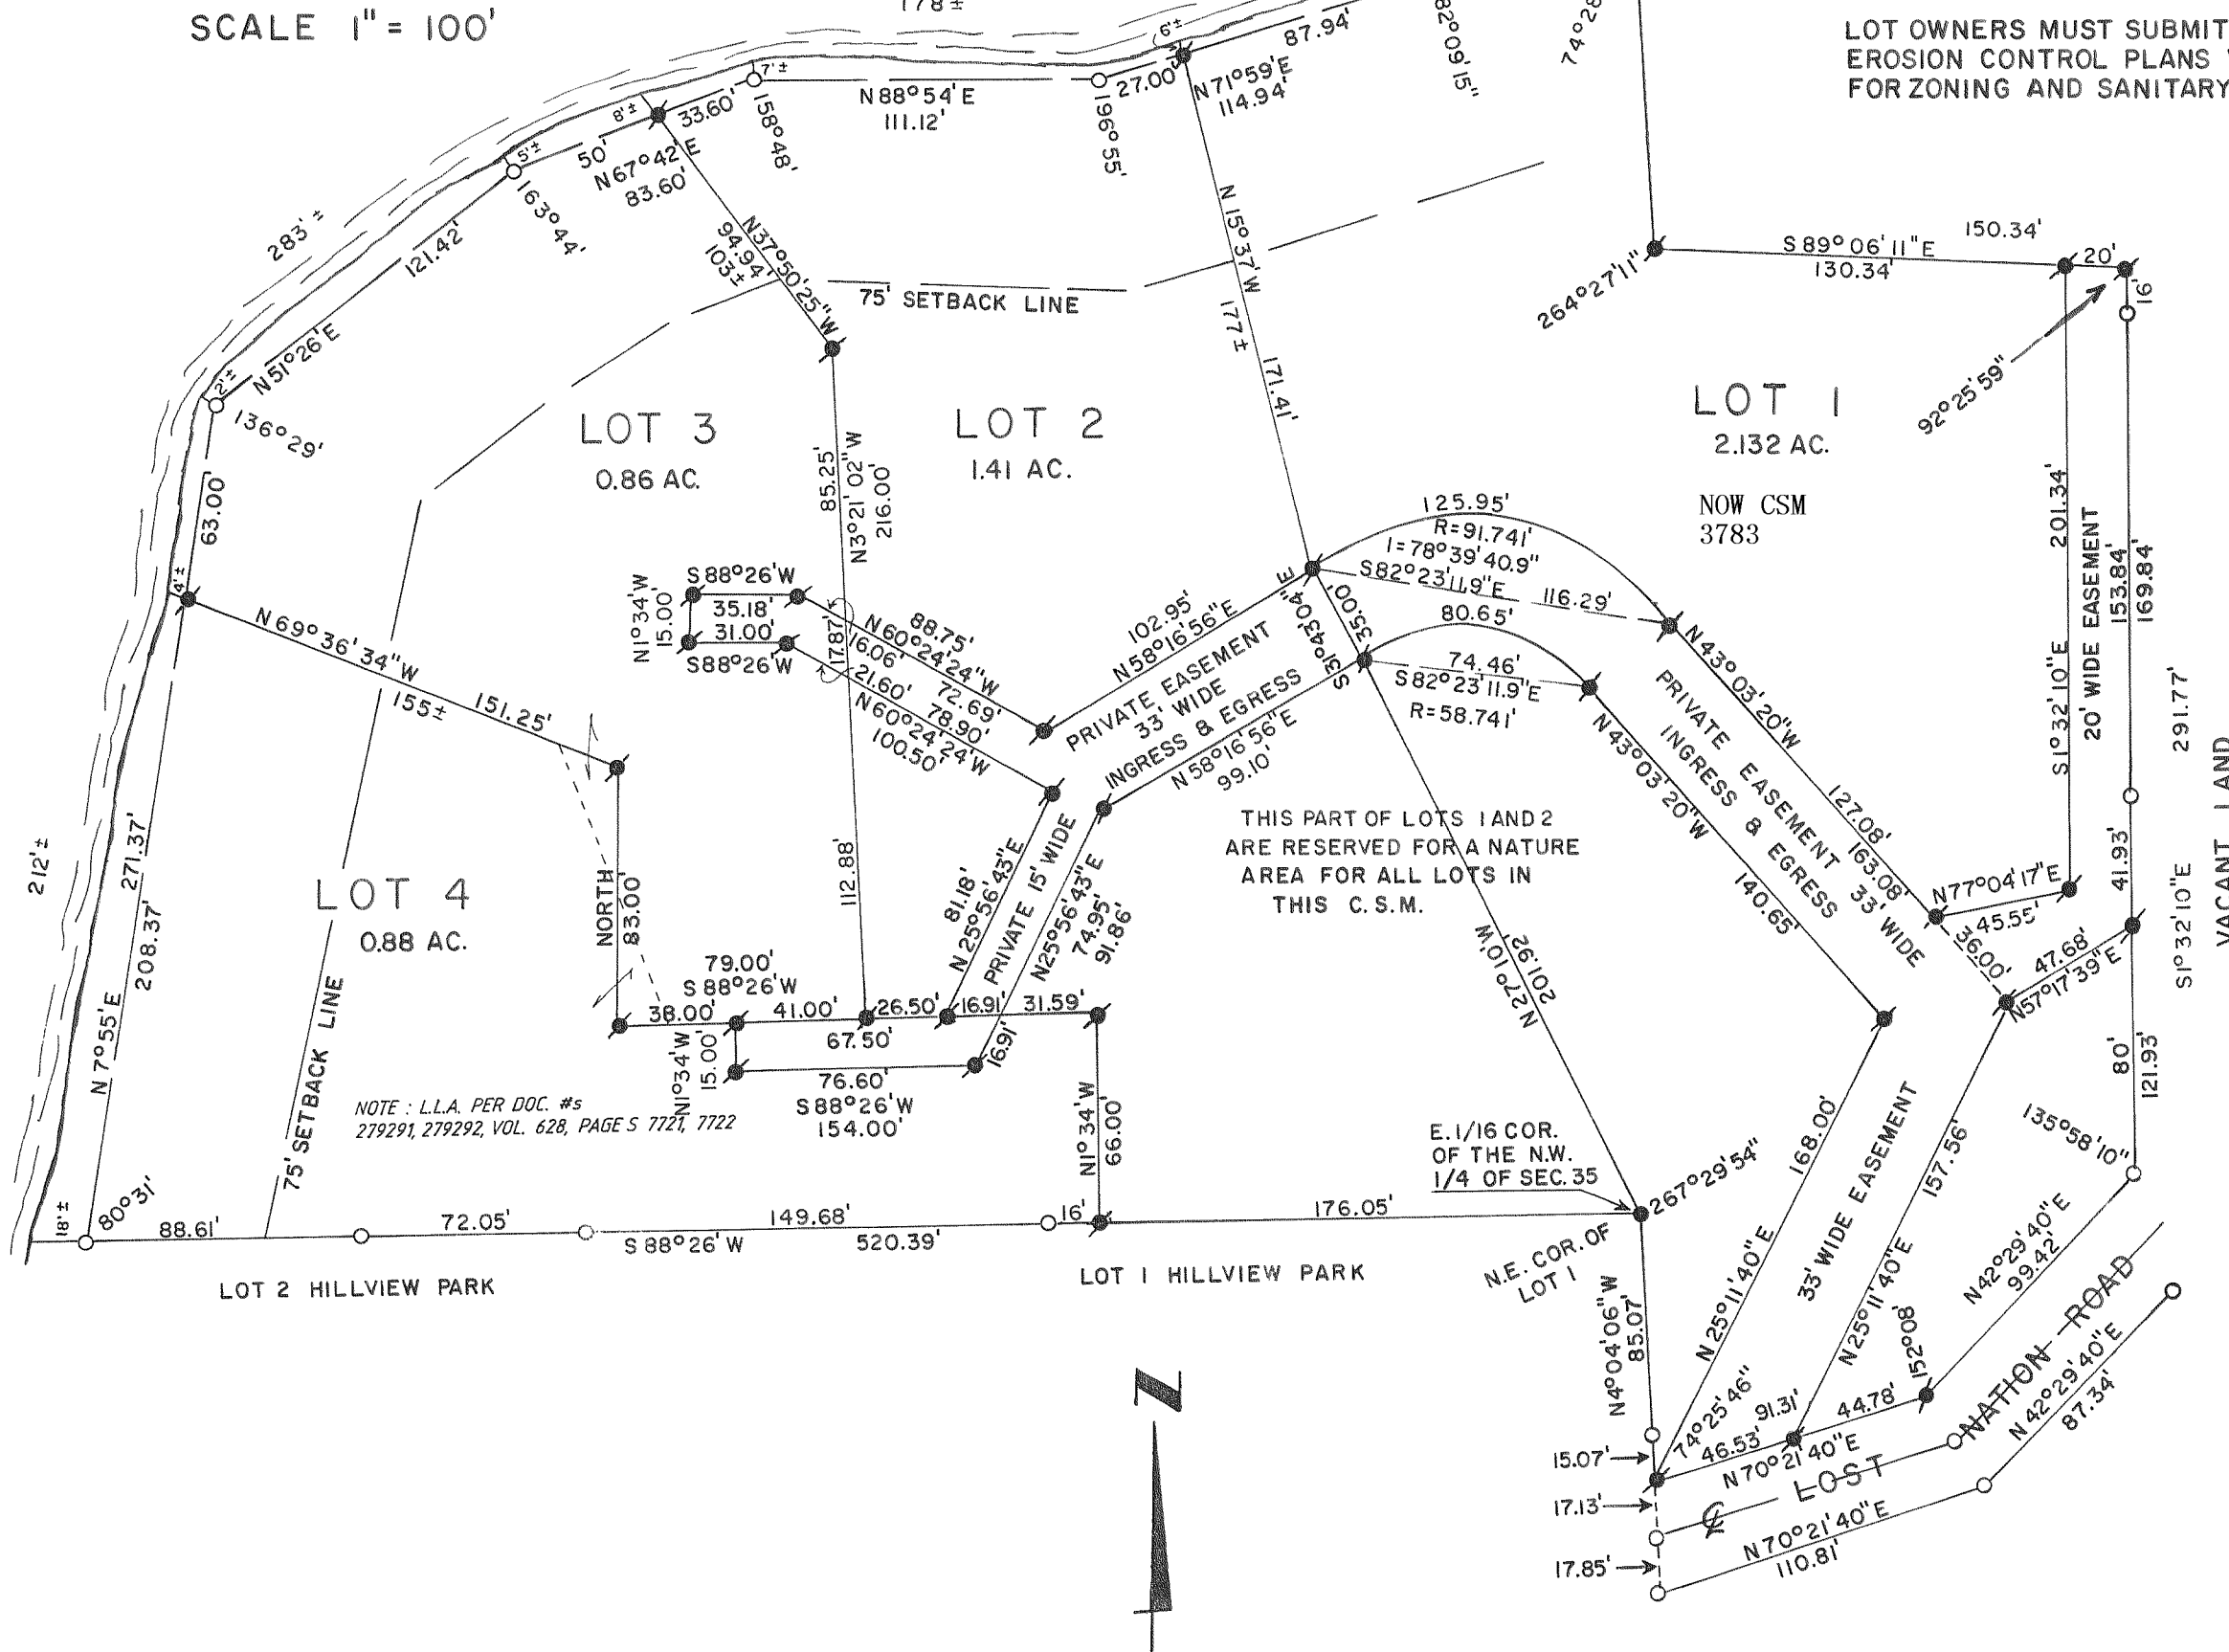 SCALE 1" = 100'
178±
LOT OWNERS MUST SUBMIT
EROSION CONTROL PLANS
FOR ZONING AND SANITARY
82°09'15"
74°28'
6'±
87.94'
27.00'
N71°59'E
114.94'
7'±
N88°54'E
111.12'
196°55'
158°48'
8'±
33.60'
50'
N67°42'E
83.60'
5'±
163°44'
283'±
121.42'
N51°26'E
2'±
136°29'
63.00'
4'±
N37°50'25"W
94.94'
103±
75' SETBACK LINE
N15°37'W
177±
171.41'
264°27'11"
S89°06'11"E
150.34'
130.34'
20'
16'
92°25'59"
LOT 1
2.132 AC.
NOW CSM
3783
LOT 2
1.41 AC.
LOT 3
0.86 AC.
85.25'
N3°21'02"W
216.00'
201.34'
20' WIDE EASEMENT
153.84'
169.84'
S1°32'10"E
S1°32'10"E 291.77'
VACANT LAND
41.93'
125.95'
R=91.741'
I=78°39'40.9"
S82°23'11.9"E
116.29'
80.65'
74.46'
S82°23'11.9"E
R=58.741'
S31°43'04"E
35.00'
S88°26'W
35.18'
N1°34'W
15.00'
31.00'
S88°26'W
17.87'
88.75'
N60°24'24"W
16.06'
72.69'
21.60'
78.90'
N60°24'24"W
100.50'
102.95'
N58°16'56"E
PRIVATE EASEMENT
33' WIDE
INGRESS & EGRESS
N58°16'56"E
99.10'
N43°03'20"W
127.08'
163.08'
PRIVATE EASEMENT 33' WIDE
INGRESS & EGRESS
N43°03'20"W
140.65'
N77°04'17"E
45.55'
36.00'
47.68'
N57°17'39"E
80'
121.93'
135°58'10"
N69°36'34"W
155±
151.25'
LOT 4
0.88 AC.
NORTH
83.00'
112.88'
271.37'
208.37'
N7°55'E
212'±
75' SETBACK LINE
THIS PART OF LOTS 1 AND 2
ARE RESERVED FOR A NATURE
AREA FOR ALL LOTS IN
THIS C.S.M.
81.18'
N25°56'43"E
PRIVATE 15' WIDE
N25°56'43"E
74.95'
91.86'
79.00'
S88°26'W
38.00'
41.00'
26.50'
16.91'
31.59'
67.50'
16.91'
N1°34'W
15.00'
76.60'
S88°26'W
154.00'
N1°34'W
66.00'
N27°10'W
201.92'
NOTE : L.L.A. PER DOC. #s
279291, 279292, VOL. 628, PAGES 7721, 7722
E. 1/16 COR.
OF THE N.W.
1/4 OF SEC. 35
267°29'54"
18'±
80°31'
88.61'
72.05'
149.68'
16'
176.05'
S88°26'W
520.39'
LOT 2 HILLVIEW PARK
LOT 1 HILLVIEW PARK
N.E. COR. OF
LOT 1
N4°04'06"W
85.07'
168.00'
N25°11'40"E
33' WIDE EASEMENT
157.56'
N25°11'40"E
N42°29'40"E
99.42'
152°08'
74°25'46"
91.31'
44.78'
46.53'
N70°21'40"E
15.07'
17.13'
17.85'
℄ LOST NATION ROAD
N42°29'40"E
87.34'
N70°21'40"E
110.81'
N